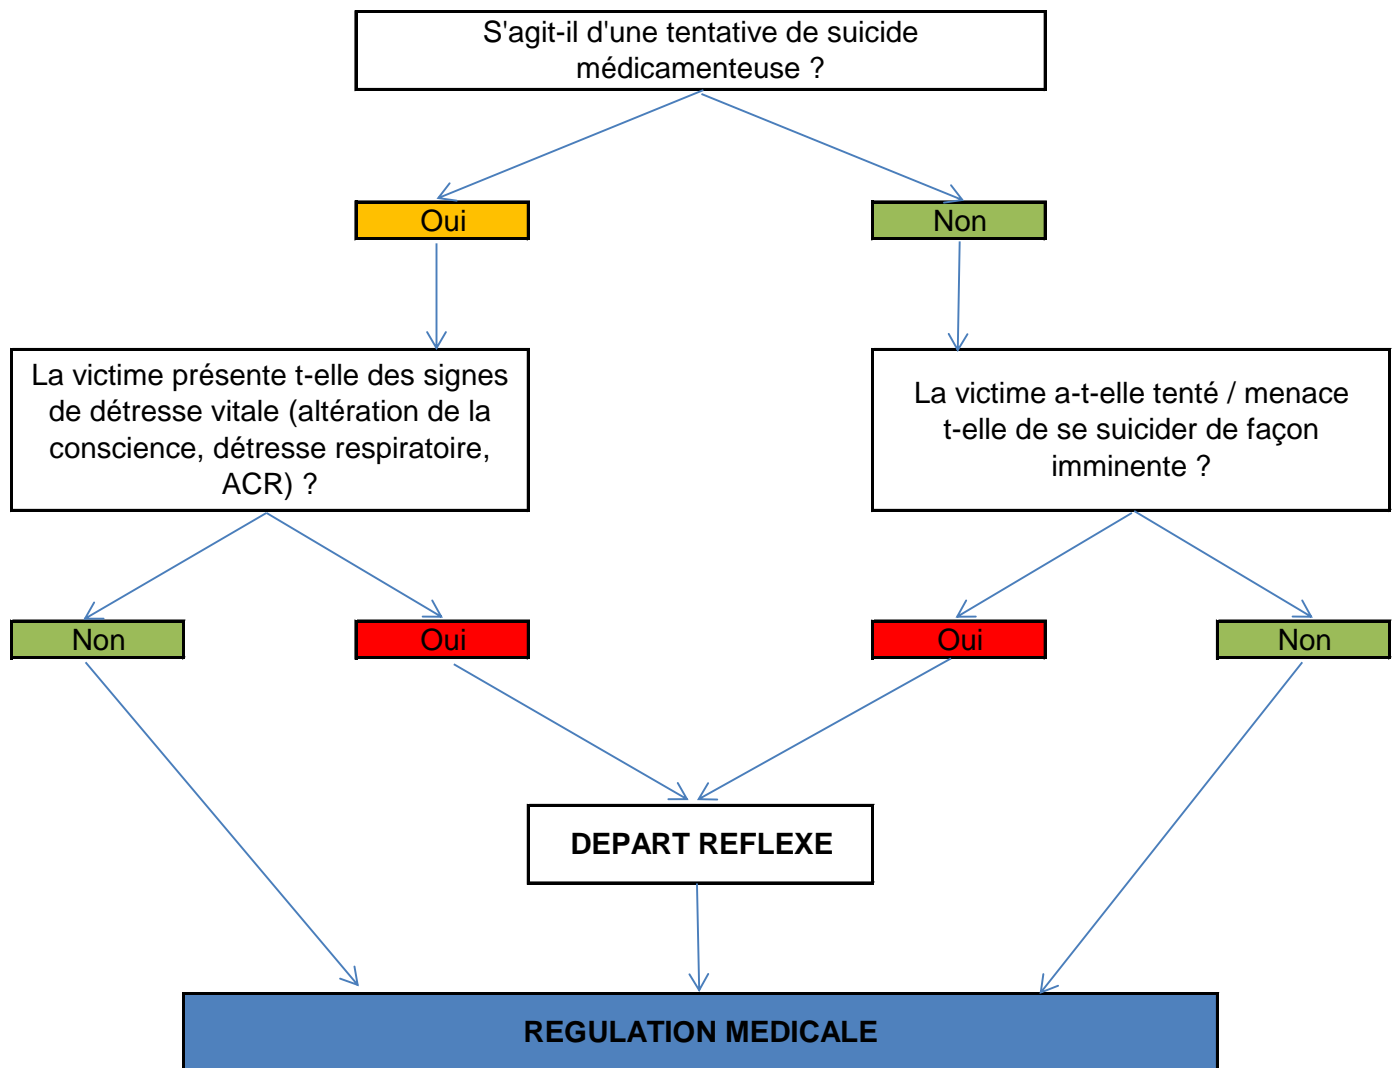 S'agit-il d'une tentative de suicide
médicamenteuse ?
Oui
Non
La victime présente t-elle des signes
de détresse vitale (altération de la
conscience, détresse respiratoire,
ACR) ?
La victime a-t-elle tenté / menace
t-elle de se suicider de façon
imminente ?
Non
Oui
Oui
Non
DEPART REFLEXE
REGULATION MEDICALE